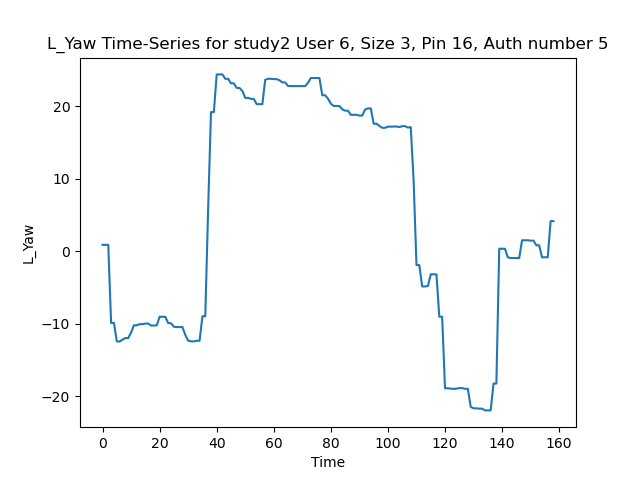 L_Yaw Time-Series for study2 User 6, Size 3, Pin 16, Auth number 5
20
10
0
−10
−20
L_Yaw
0 20 40 60 80 100 120 140 160
Time